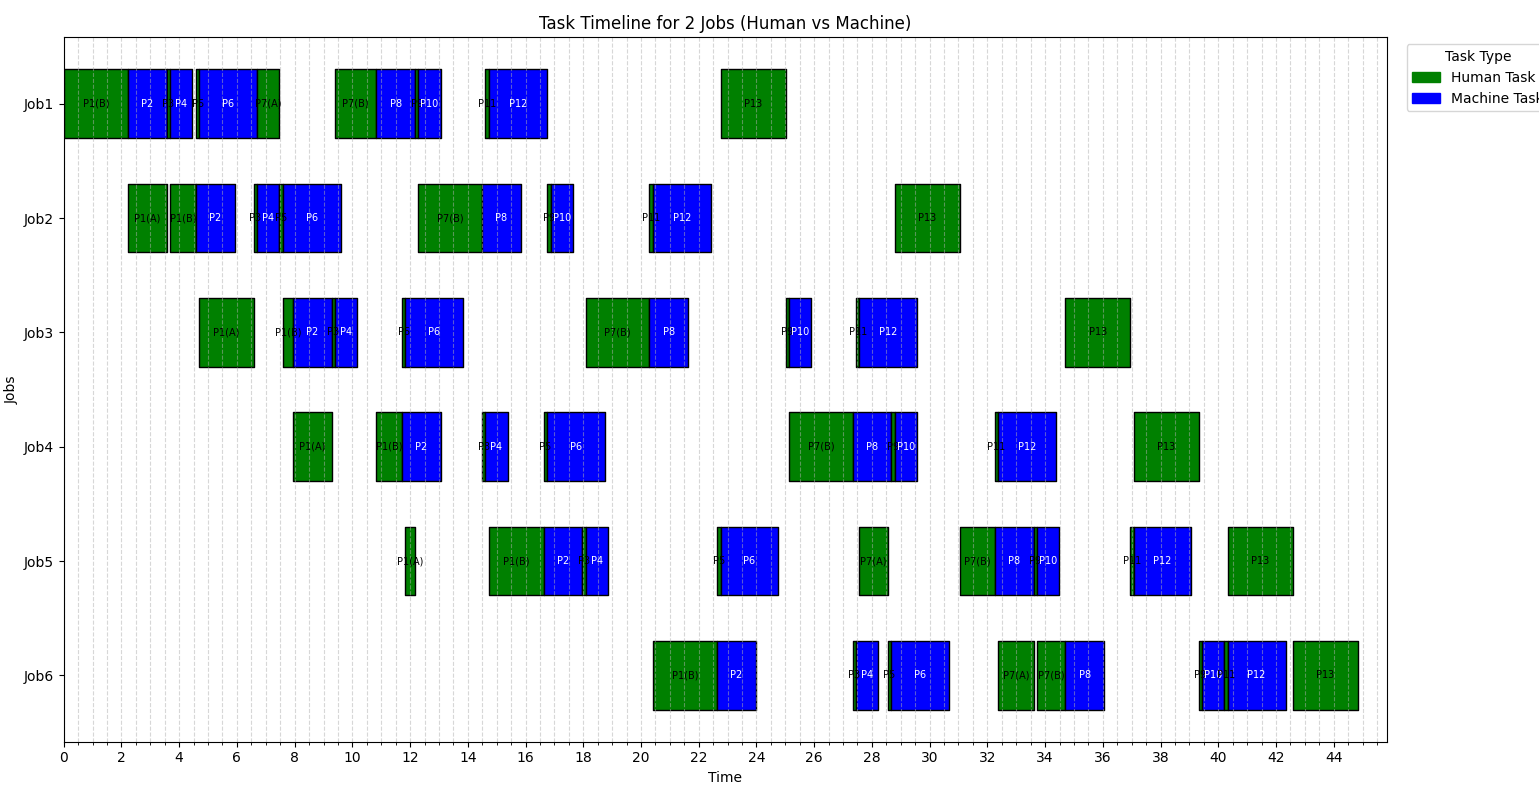 Task Timeline for 2 Jobs (Human vs Machine)
Task Type
Human Task
Machine Task
Job1
P1(B) P2 P4 P6 P7(A) P7(B) P8 P10 P12 P13
Job2
P1(A) P1(B) P2 P4 P6 P7(B) P8 P10 P12 P13
Job3
P1(A) P1(B) P2 P4 P6 P7(B) P8 P10 P11 P12 P13
Job4
P1(A) P1(B) P2 P4 P6 P7(B) P8 P10 P12 P13
Job5
P1(A) P1(B) P2 P4 P6 P7(A) P7(B) P8 P10 P11 P12 P13
Job6
P1(B) P2 P4 P6 P7(A) P7(B) P8 P10 P12 P13
Jobs
0 2 4 6 8 10 12 14 16 18 20 22 24 26 28 30 32 34 36 38 40 42 44
Time